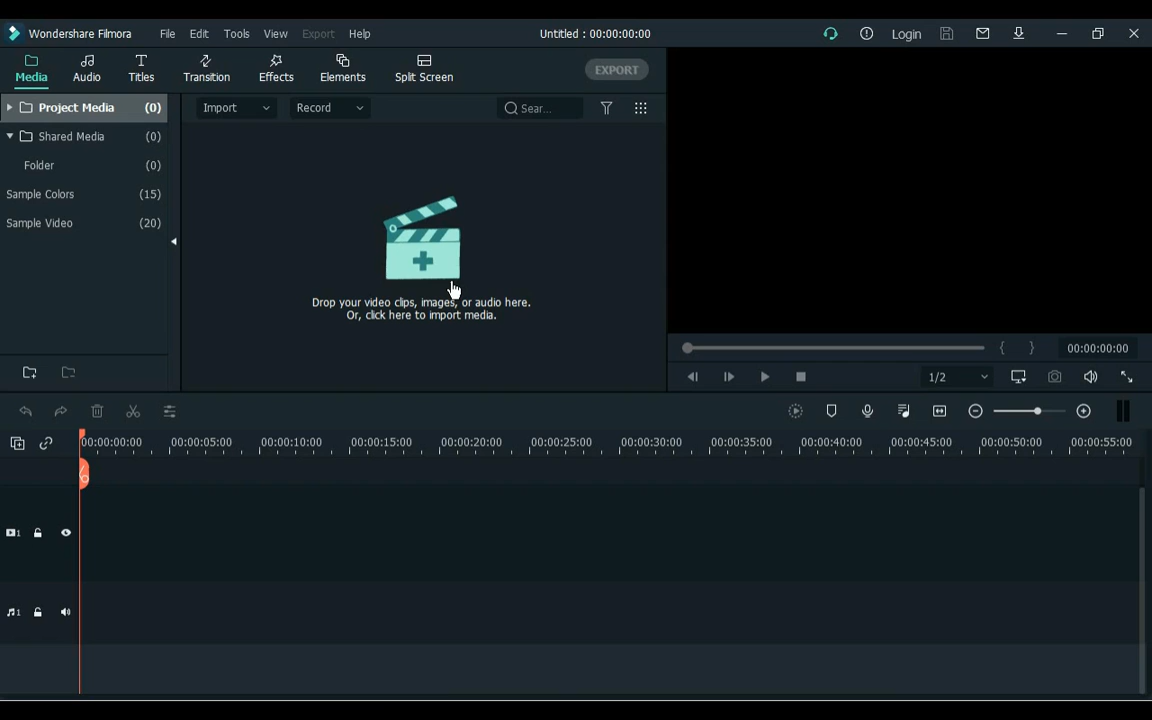 Wondershare Filmora File Edit Tools View Export Help Untitled : 00:00:00:00 Login
Media Audio Titles Transition Effects Elements Split Screen EXPORT
Project Media (0) Import Record Sear...
Shared Media (0)
Folder (0)
Sample Colors (15)
Sample Video (20)
Drop your video clips, images, or audio here.
Or, click here to import media.
{ } 00:00:00:00
1/2
00:00:00:00 00:00:05:00 00:00:10:00 00:00:15:00 00:00:20:00 00:00:25:00 00:00:30:00 00:00:35:00 00:00:40:00 00:00:45:00 00:00:50:00 00:00:55:00
1
1